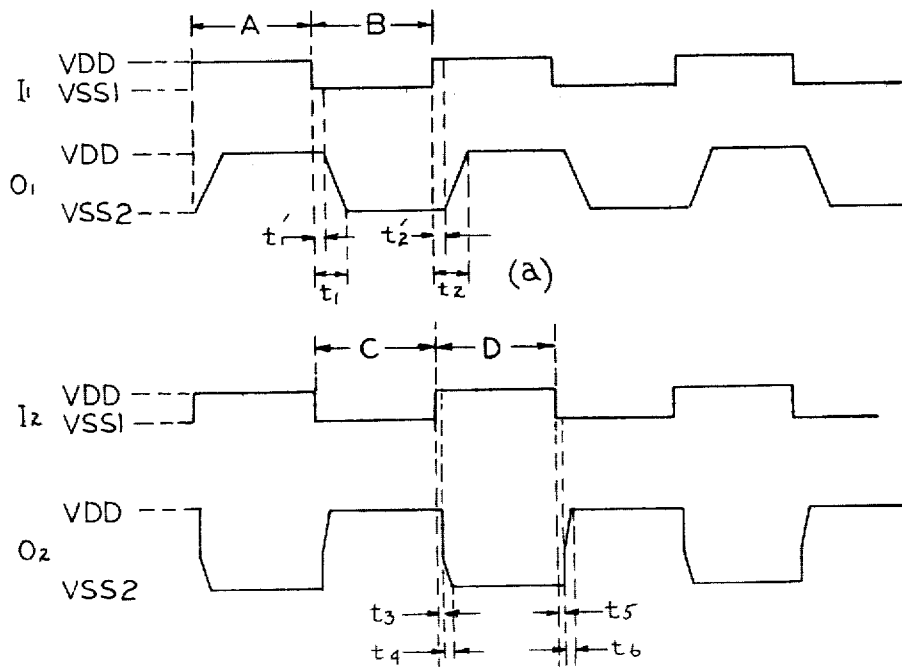 A B
VDD
I1
VSS1
VDD
O1
VSS2
t1' t2'
t1 t2 (a)
C D
VDD
I2
VSS1
VDD
O2
VSS2
t3 t5
t4 t6